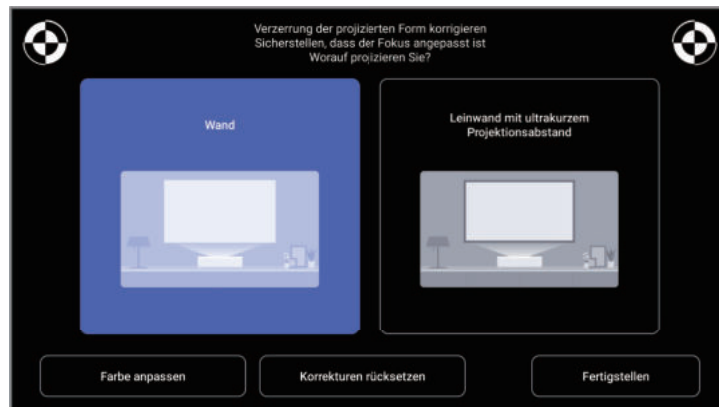 Verzerrung der projizierten Form korrigieren
Sicherstellen, dass der Fokus angepasst ist
Worauf projizieren Sie?
Wand
Leinwand mit ultrakurzem
Projektionsabstand
Farbe anpassen
Korrekturen rücksetzen
Fertigstellen